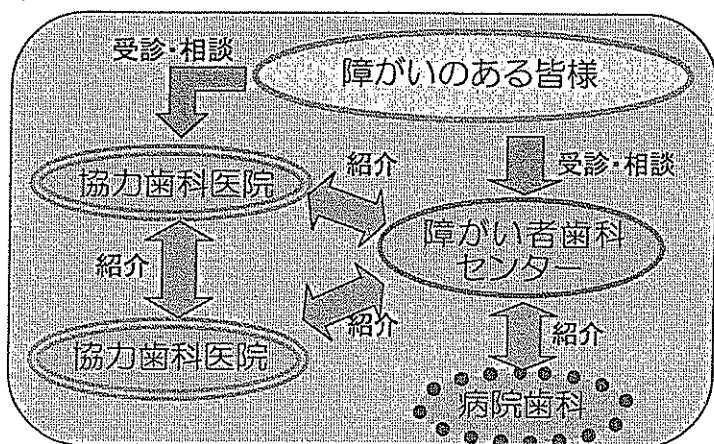 受診・相談
障がいのある皆様
協力歯科医院
紹介
受診・相談
障がい者歯科
センター
紹介
紹介
紹介
協力歯科医院
病院歯科